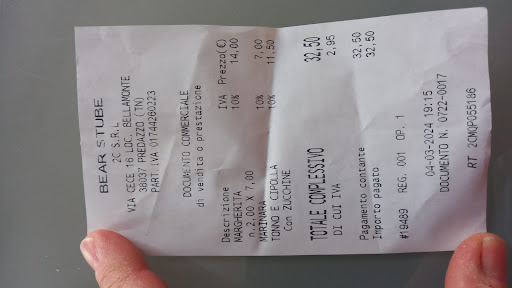 BEAR STUBE
2C S.R.L
VIA CECE 16 LOC. BELLAMONTE
38037 PREDAZZO (TN)
PART.IVA 01744260223
DOCUMENTO COMMERCIALE
di vendita o prestazione
Descrizione IVA Prezzo(€)
MARGHERITA 10% 14,00
n.2,00 X 7,00
MARINARA 10% 7,00
TONNO E CIPOLLA 10% 11,50
Con ZUCCHINE
TOTALE COMPLESSIVO 32,50
DI CUI IVA 2,95
Pagamento contante 32,50
Importo pagato 32,50
#19489 REG. 001 OP. 1
04-03-2024 19:15
DOCUMENTO N. 0722-0017
RT 2CMQP055186